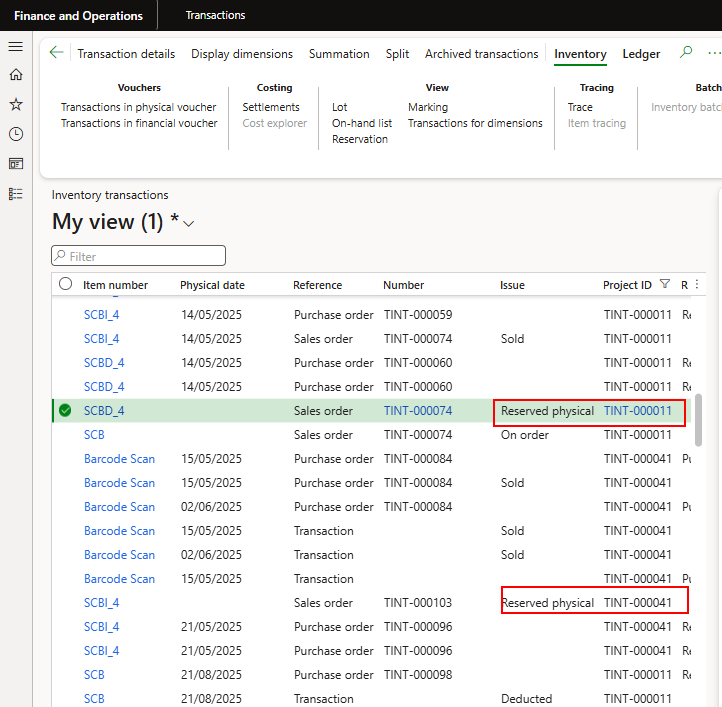 Finance and Operations Transactions
Transaction details Display dimensions Summation Split Archived transactions Inventory Ledger
Vouchers Costing View Tracing Batch
Transactions in physical voucher Settlements Lot Marking Trace Inventory batc
Transactions in financial voucher Cost explorer On-hand list Transactions for dimensions Item tracing
Reservation
Inventory transactions
My view (1) *
Filter
Item number Physical date Reference Number Issue Project ID R
SCBI_4 14/05/2025 Purchase order TINT-000059 TINT-000011 Re
SCBI_4 14/05/2025 Sales order TINT-000074 Sold TINT-000011
SCBD_4 14/05/2025 Purchase order TINT-000060 TINT-000011 Re
SCBD_4 14/05/2025 Purchase order TINT-000060 TINT-000011 Re
SCBD_4 Sales order TINT-000074 Reserved physical TINT-000011
SCB Sales order TINT-000074 On order TINT-000011
Barcode Scan 15/05/2025 Purchase order TINT-000084 TINT-000041 Pu
Barcode Scan 15/05/2025 Purchase order TINT-000084 Sold TINT-000041
Barcode Scan 02/06/2025 Purchase order TINT-000084 TINT-000041 Pu
Barcode Scan 15/05/2025 Transaction Sold TINT-000041
Barcode Scan 02/06/2025 Transaction Sold TINT-000041
Barcode Scan 15/05/2025 Transaction TINT-000041 Pu
SCBI_4 Sales order TINT-000103 Reserved physical TINT-000041
SCBI_4 21/05/2025 Purchase order TINT-000096 TINT-000041 Re
SCBI_4 21/05/2025 Purchase order TINT-000096 TINT-000041 Re
SCB 21/08/2025 Purchase order TINT-000098 TINT-000011 Re
SCB 21/08/2025 Transaction Deducted TINT-000011